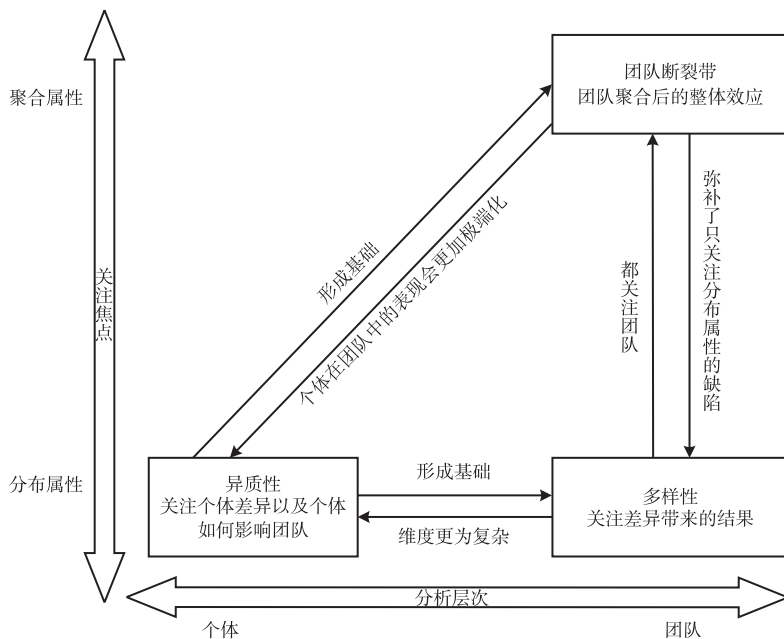 团队断裂带
团队聚合后的整体效应
聚合属性
关注焦点
形成基础
个体在团队中的表现会更加极端化
都关注团队
弥补了只关注分布属性的缺陷
分布属性
异质性
关注个体差异以及个体
如何影响团队
形成基础
维度更为复杂
多样性
关注差异带来的结果
分析层次
个体
团队